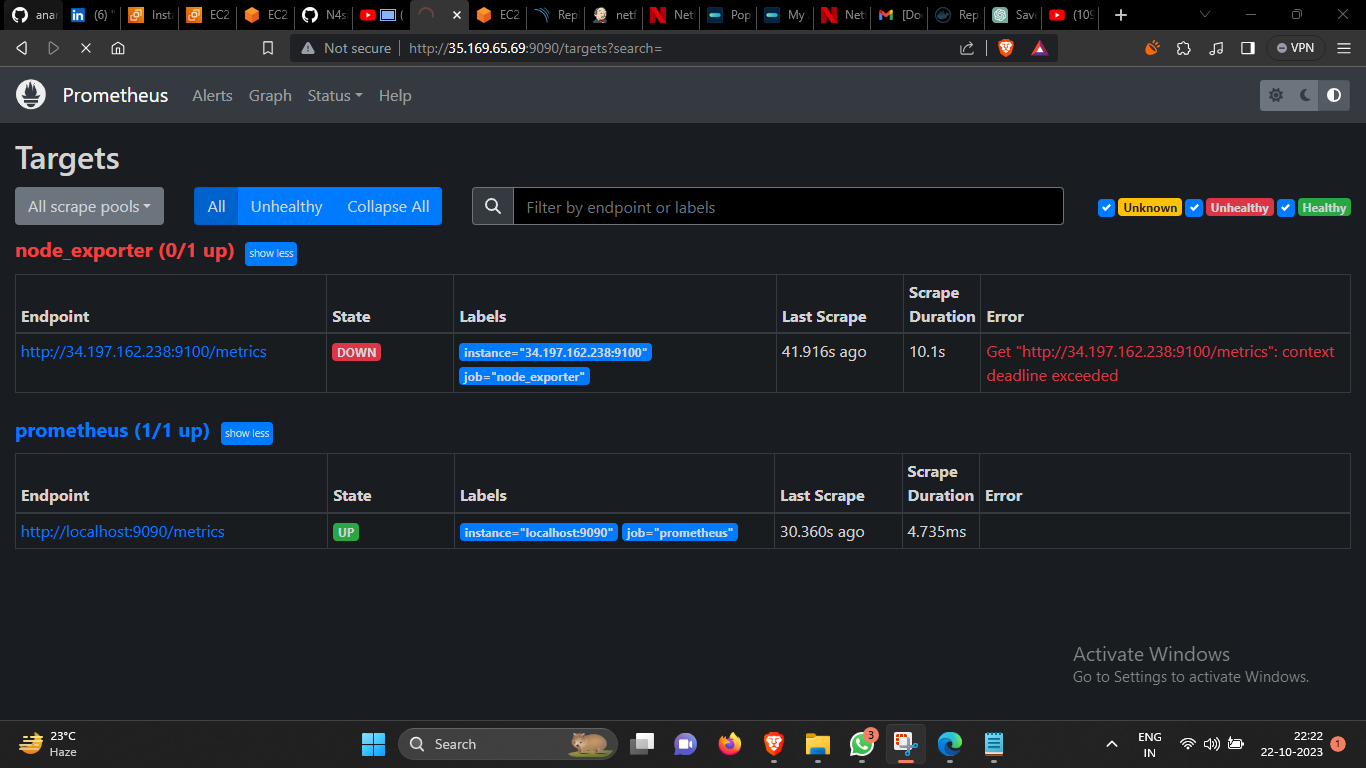 anar
(6) "
Inst
EC2
EC2
N4s
(
EC2
Repl
netf
Net
Pop
My
Net
[Do
Rep
Sav
(109
Not secure
http://35.169.65.69:9090/targets?search=
VPN
Prometheus
Alerts
Graph
Status
Help
Targets
All scrape pools
All
Unhealthy
Collapse All
Filter by endpoint or labels
Unknown
Unhealthy
Healthy
node_exporter (0/1 up)
show less
Endpoint
State
Labels
Last Scrape
Scrape
Duration
Error
http://34.197.162.238:9100/metrics
DOWN
instance="34.197.162.238:9100"
job="node_exporter"
41.916s ago
10.1s
Get "http://34.197.162.238:9100/metrics": context
deadline exceeded
prometheus (1/1 up)
show less
Endpoint
State
Labels
Last Scrape
Scrape
Duration
Error
http://localhost:9090/metrics
UP
instance="localhost:9090"
job="prometheus"
30.360s ago
4.735ms
Activate Windows
Go to Settings to activate Windows.
23°C
Haze
Search
3
ENG
IN
22:22
22-10-2023
1